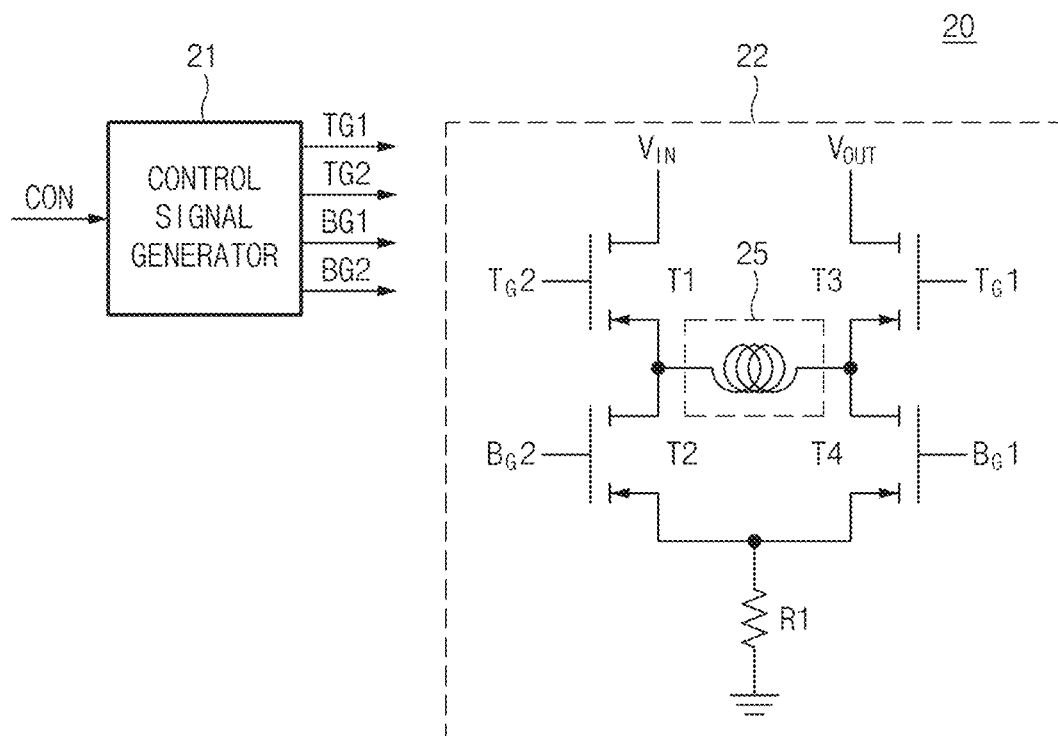 20
21
22
CON
CONTROL
SIGNAL
GENERATOR
TG1
TG2
BG1
BG2
VIN
VOUT
25
TG2
T1
T3
TG1
BG2
T2
T4
BG1
R1